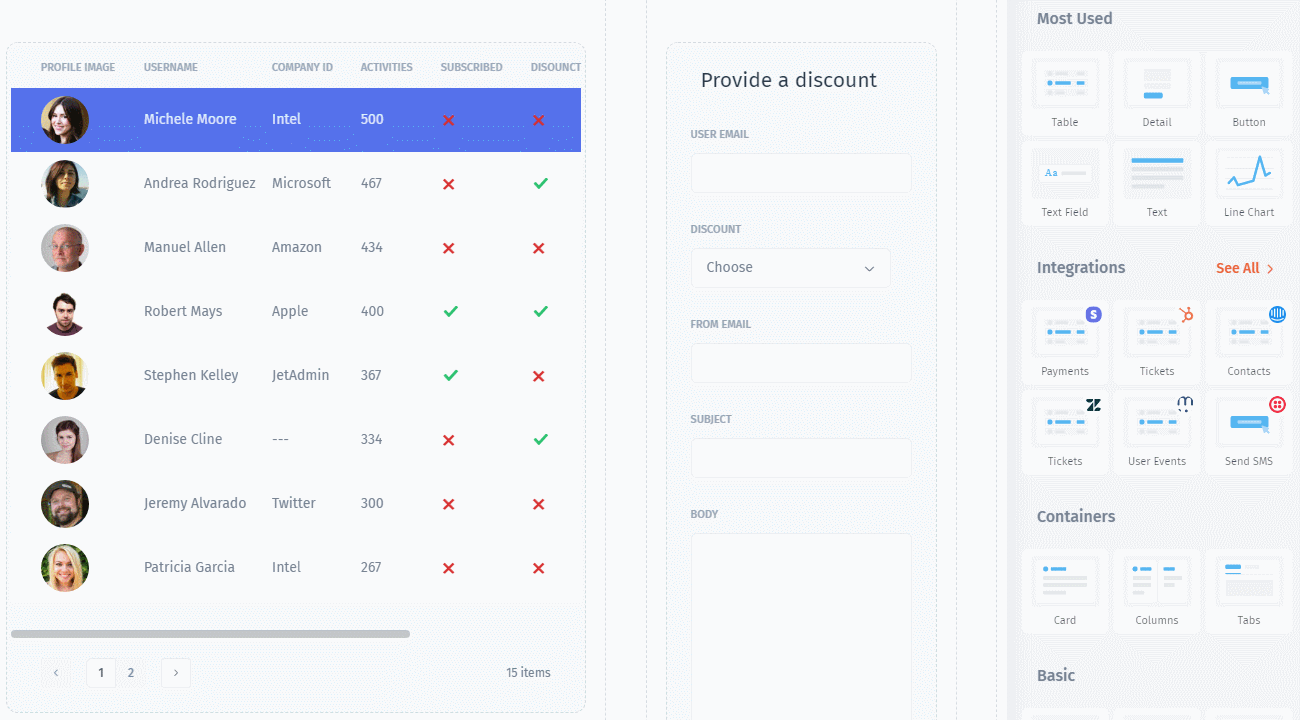 PROFILE IMAGE USERNAME COMPANY ID ACTIVITIES SUBSCRIBED DISOUNCT
Michele Moore Intel 500
Andrea Rodriguez Microsoft 467
Manuel Allen Amazon 434
Robert Mays Apple 400
Stephen Kelley JetAdmin 367
Denise Cline --- 334
Jeremy Alvarado Twitter 300
Patricia Garcia Intel 267
1 2 15 items
Provide a discount
USER EMAIL
DISCOUNT
Choose
FROM EMAIL
SUBJECT
BODY
Most Used
Table Detail Button
Aa
Text Field Text Line Chart
Integrations See All
S
Payments Tickets Contacts
Tickets User Events Send SMS
Containers
Card Columns Tabs
Basic